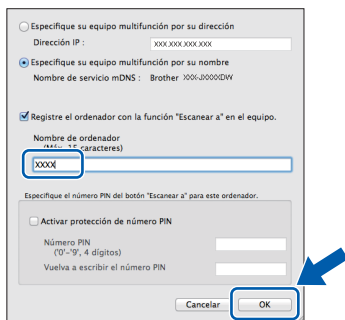 Especifique su equipo multifunción por su dirección
Dirección IP : XXX.XXX.XXX.XXX
Especifique su equipo multifunción por su nombre
Nombre de servicio mDNS : Brother XXX-JXXXXDW
Registre el ordenador con la función "Escanear a" en el equipo.
Nombre de ordenador
(Máx. 15 caracteres)
XXXX
Especifique el número PIN del botón "Escanear a" para este ordenador.
Activar protección de número PIN
Número PIN
('0'-'9', 4 dígitos)
Vuelva a escribir el número PIN
Cancelar OK